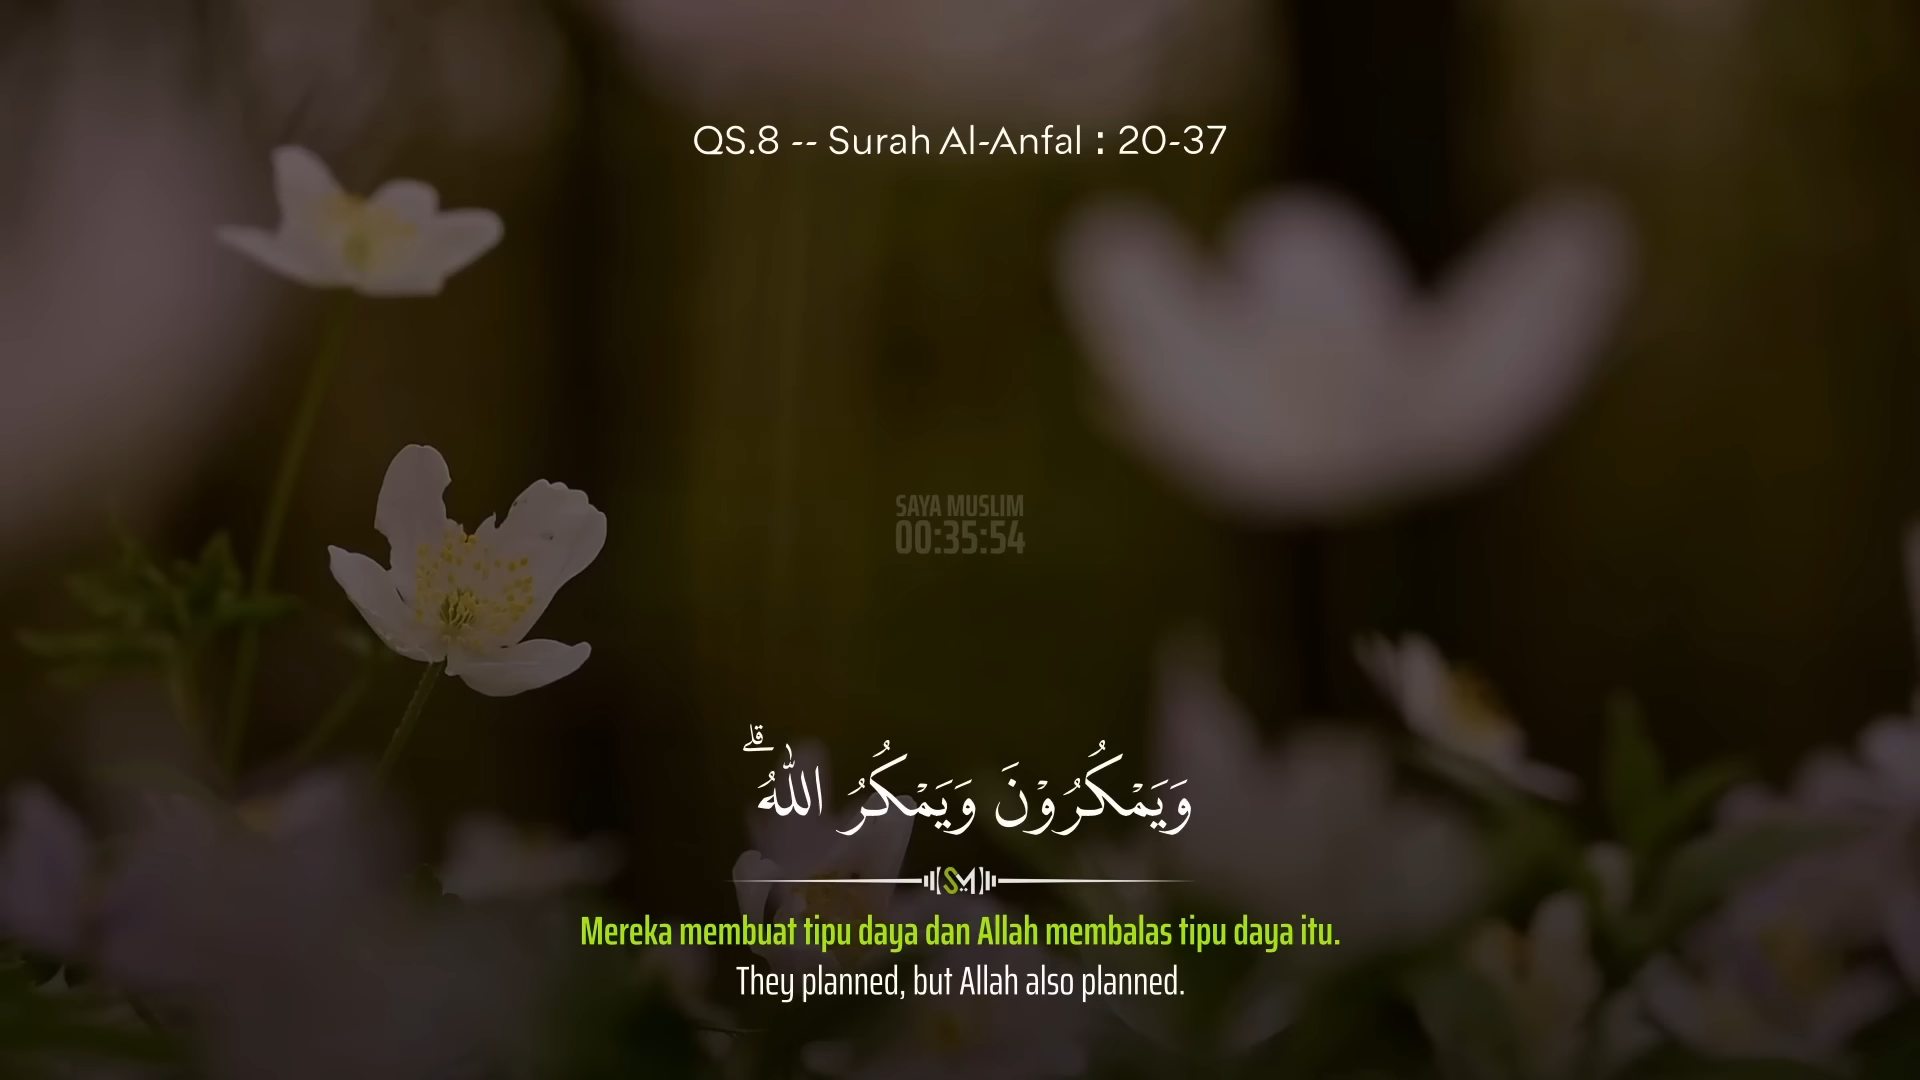 QS.8 -- Surah Al-Anfal : 20-37
SAYA MUSLIM
00:35:54
وَيَمْكُرُوْنَ وَيَمْكُرُ اللّٰهُ ۗ
SM
Mereka membuat tipu daya dan Allah membalas tipu daya itu.
They planned, but Allah also planned.